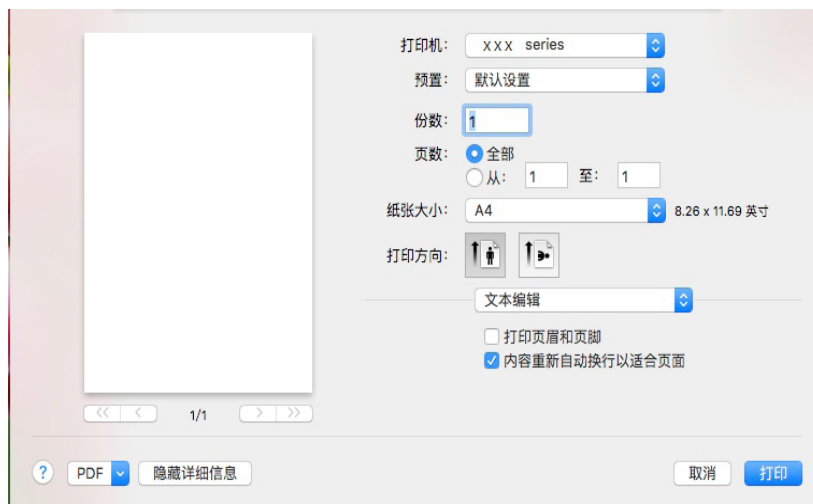 打印机： xxx series
预置： 默认设置
份数： 1
页数： 全部
从： 1 至： 1
纸张大小： A4 8.26 x 11.69 英寸
打印方向：
文本编辑
打印页眉和页脚
内容重新自动换行以适合页面
<< < 1/1 > >>
? PDF 隐藏详细信息 取消 打印